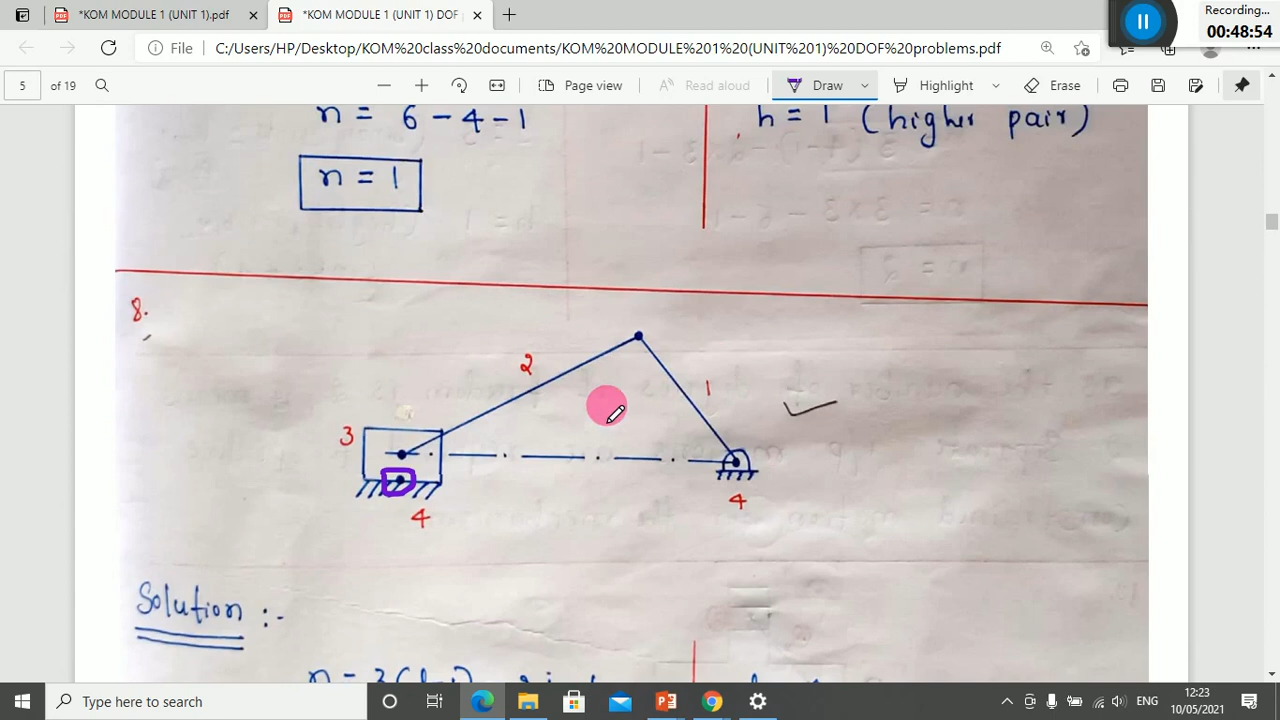 *KOM MODULE 1 (UNIT 1).pdf
*KOM MODULE 1 (UNIT 1) DOF
Recording...
00:48:54
File
C:/Users/HP/Desktop/KOM%20class%20documents/KOM%20MODULE%201%20(UNIT%201)%20DOF%20problems.pdf
5 of 19
Page view
Read aloud
Draw
Highlight
Erase
n = 6 - 4 - 1
h = 1 (higher pair)
n = 1
8.
2
1
3
4
4
Solution :-
Type here to search
ENG
12:23
10/05/2021